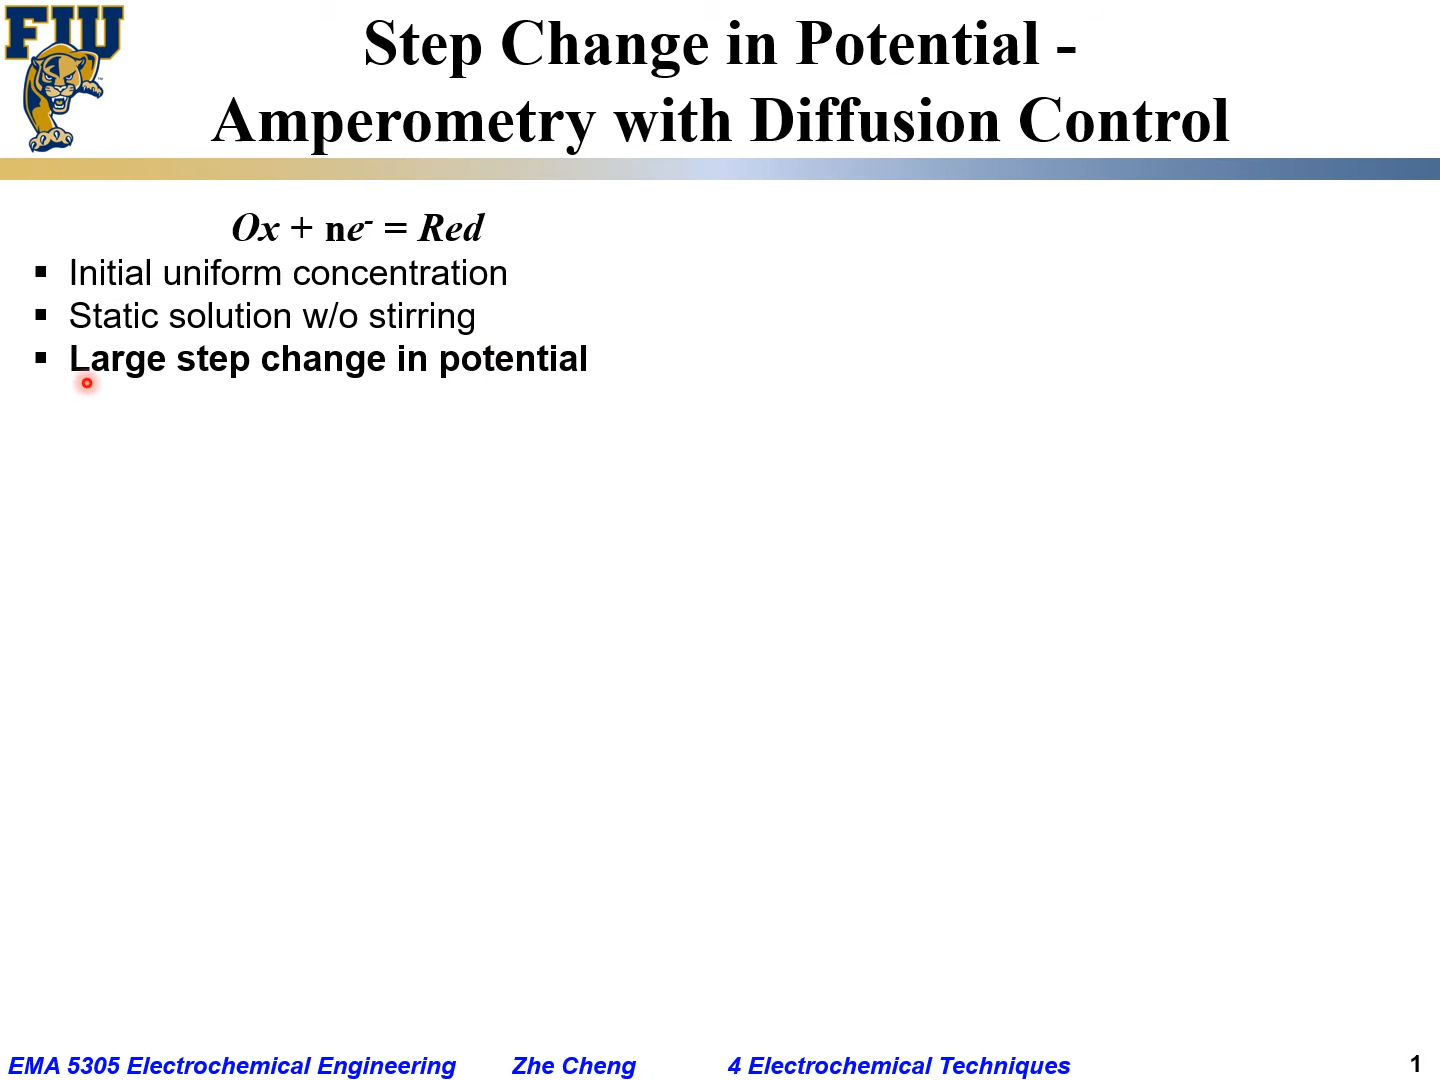 FIU
Step Change in Potential -
Amperometry with Diffusion Control
Ox + ne- = Red
▪ Initial uniform concentration
▪ Static solution w/o stirring
▪ Large step change in potential
EMA 5305 Electrochemical Engineering Zhe Cheng 4 Electrochemical Techniques 1